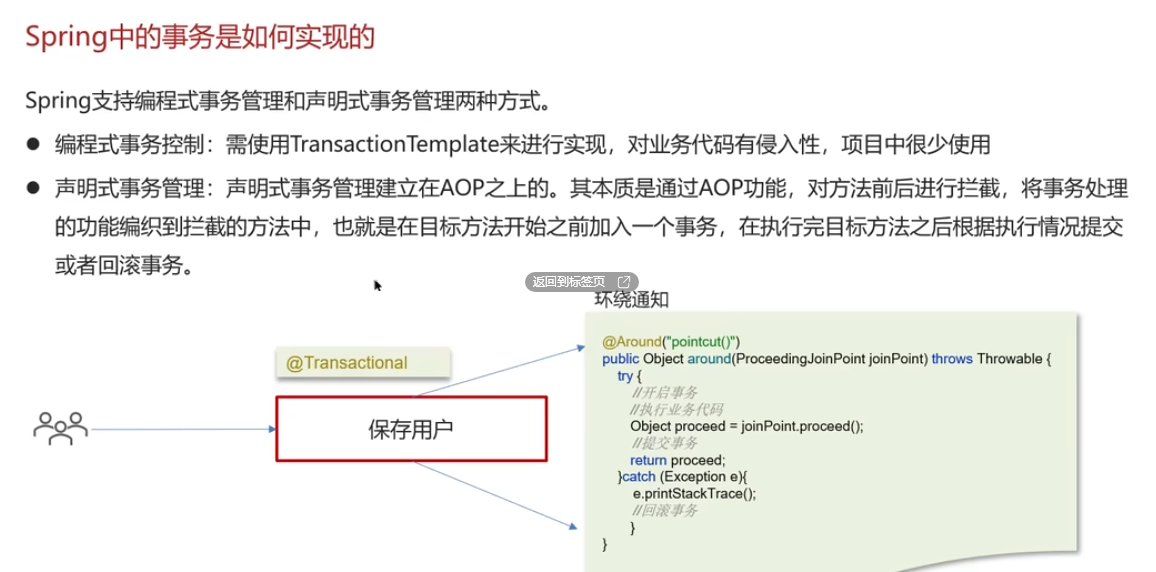 Spring中的事务是如何实现的
Spring支持编程式事务管理和声明式事务管理两种方式。
● 编程式事务控制：需使用TransactionTemplate来进行实现，对业务代码有侵入性，项目中很少使用
● 声明式事务管理：声明式事务管理建立在AOP之上的。其本质是通过AOP功能，对方法前后进行拦截，将事务处理
的功能编织到拦截的方法中，也就是在目标方法开始之前加入一个事务，在执行完目标方法之后根据执行情况提交
或者回滚事务。
返回到标签页
环绕通知
@Transactional
保存用户
@Around("pointcut()")
public Object around(ProceedingJoinPoint joinPoint) throws Throwable {
try {
//开启事务
//执行业务代码
Object proceed = joinPoint.proceed();
//提交事务
return proceed;
}catch (Exception e){
e.printStackTrace();
//回滚事务
}
}